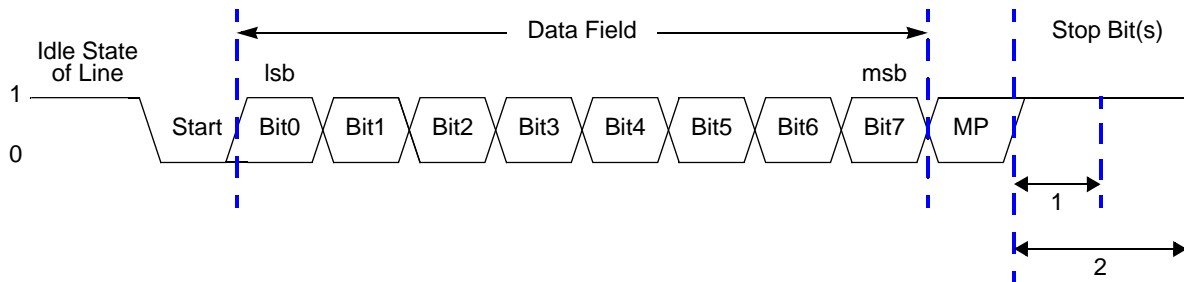 Data Field
Stop Bit(s)
Idle State
of Line
lsb
msb
1
Start
Bit0
Bit1
Bit2
Bit3
Bit4
Bit5
Bit6
Bit7
MP
0
1
2